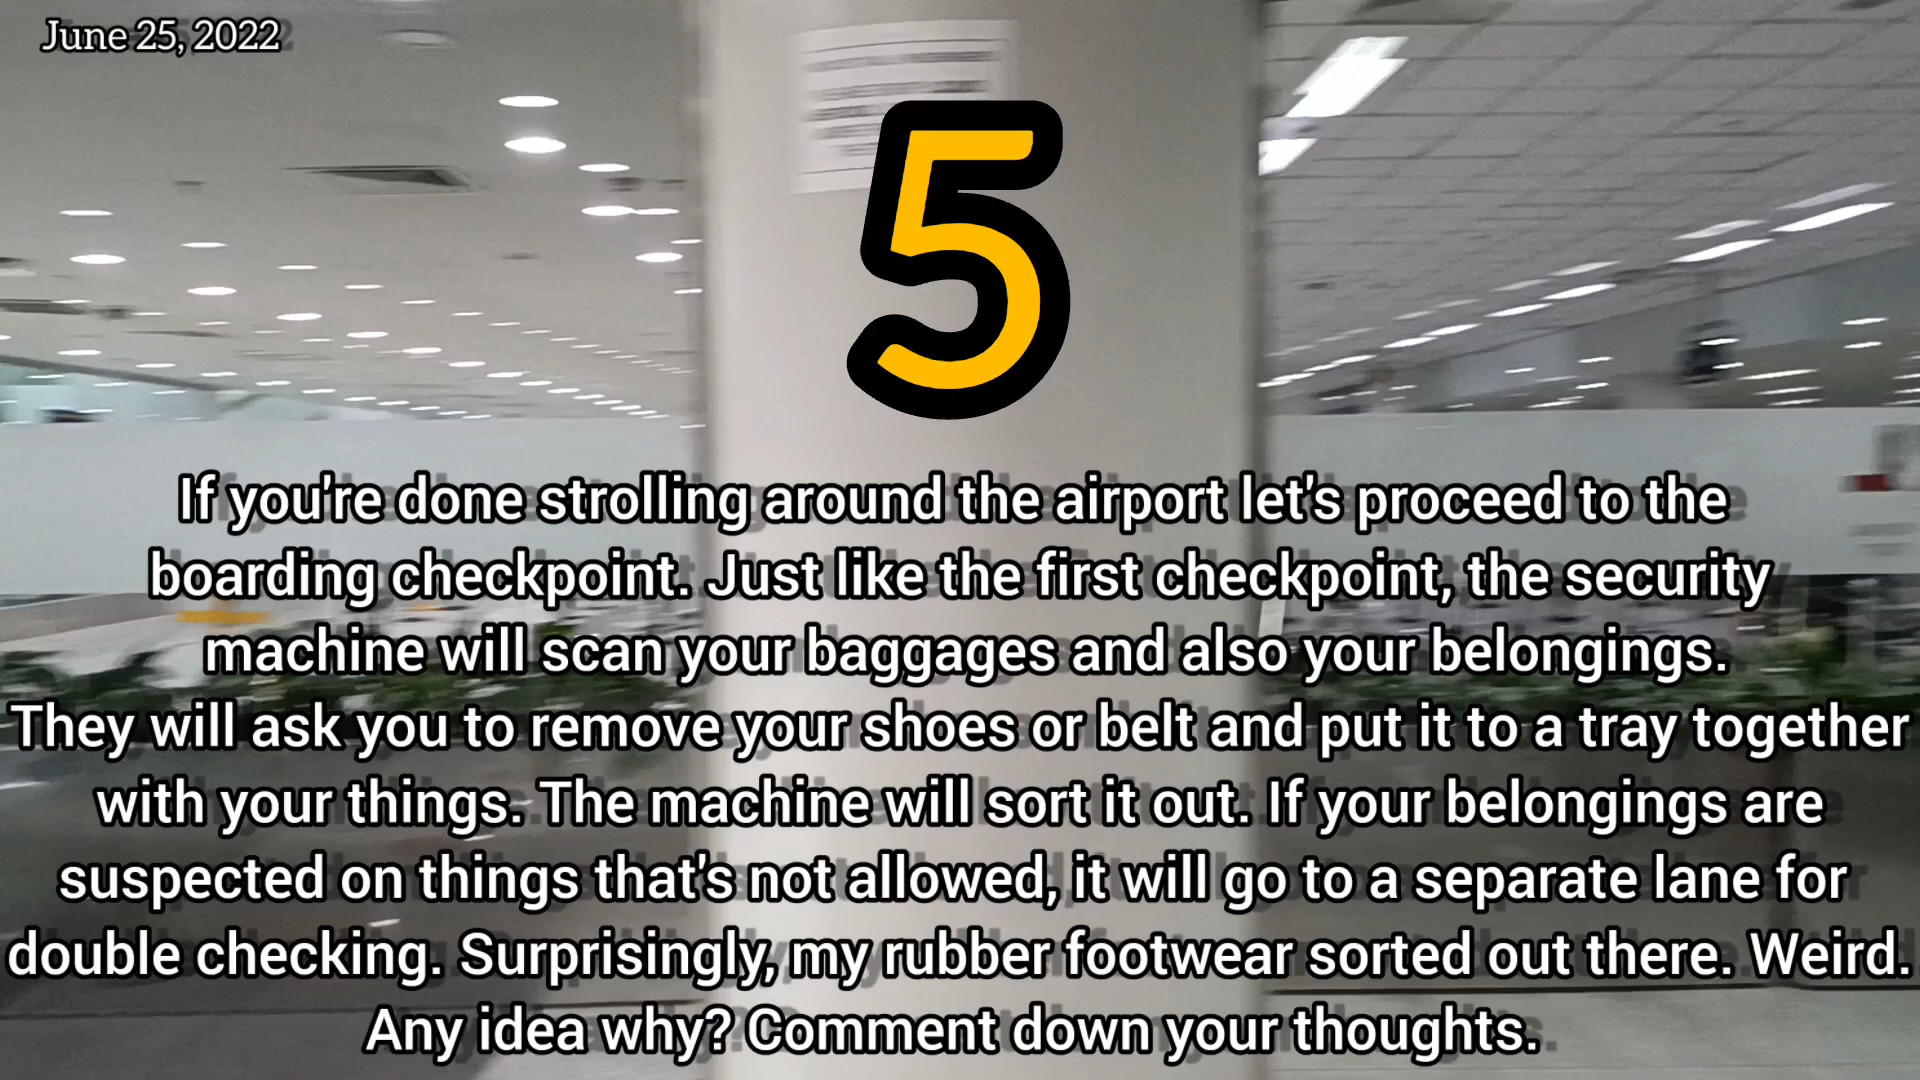 June 25, 2022
5
If you're done strolling around the airport let's proceed to the
boarding checkpoint. Just like the first checkpoint, the security
machine will scan your baggages and also your belongings.
They will ask you to remove your shoes or belt and put it to a tray together
with your things. The machine will sort it out. If your belongings are
suspected on things that's not allowed, it will go to a separate lane for
double checking. Surprisingly, my rubber footwear sorted out there. Weird.
Any idea why? Comment down your thoughts.